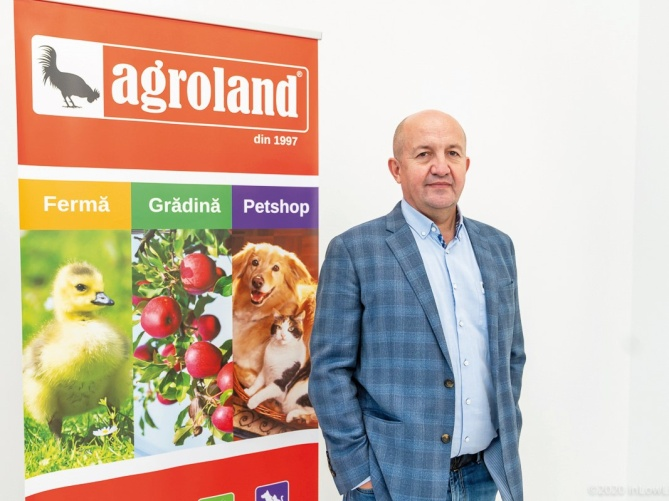 agroland®
din 1997
Fermă
Grădină
Petshop